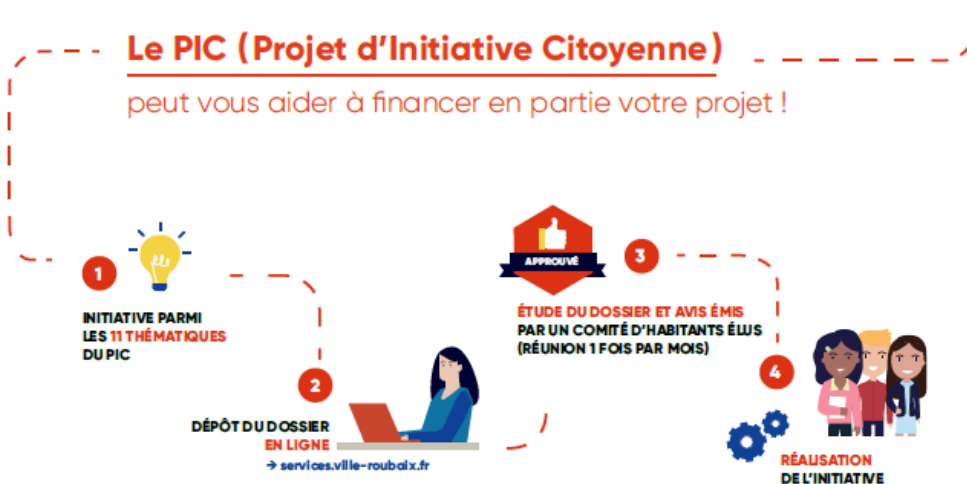 Le PIC (Projet d'Initiative Citoyenne)
peut vous aider à financer en partie votre projet !
1
INITIATIVE PARMI
LES 11 THÉMATIQUES
DU PIC
2
DÉPÔT DU DOSSIER
EN LIGNE
→ services.ville-roubaix.fr
APPROUVÉ
3
ÉTUDE DU DOSSIER ET AVIS ÉMIS
PAR UN COMITÉ D'HABITANTS ÉLUS
(RÉUNION 1 FOIS PAR MOIS)
4
RÉALISATION
DE L'INITIATIVE